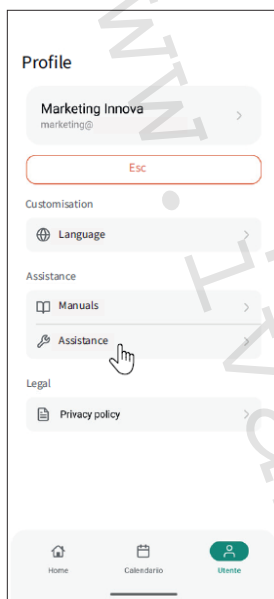 Profile
Marketing Innova
marketing@
Esc
Customisation
Language
Assistance
Manuals
Assistance
Legal
Privacy policy
Home
Calendario
Utente